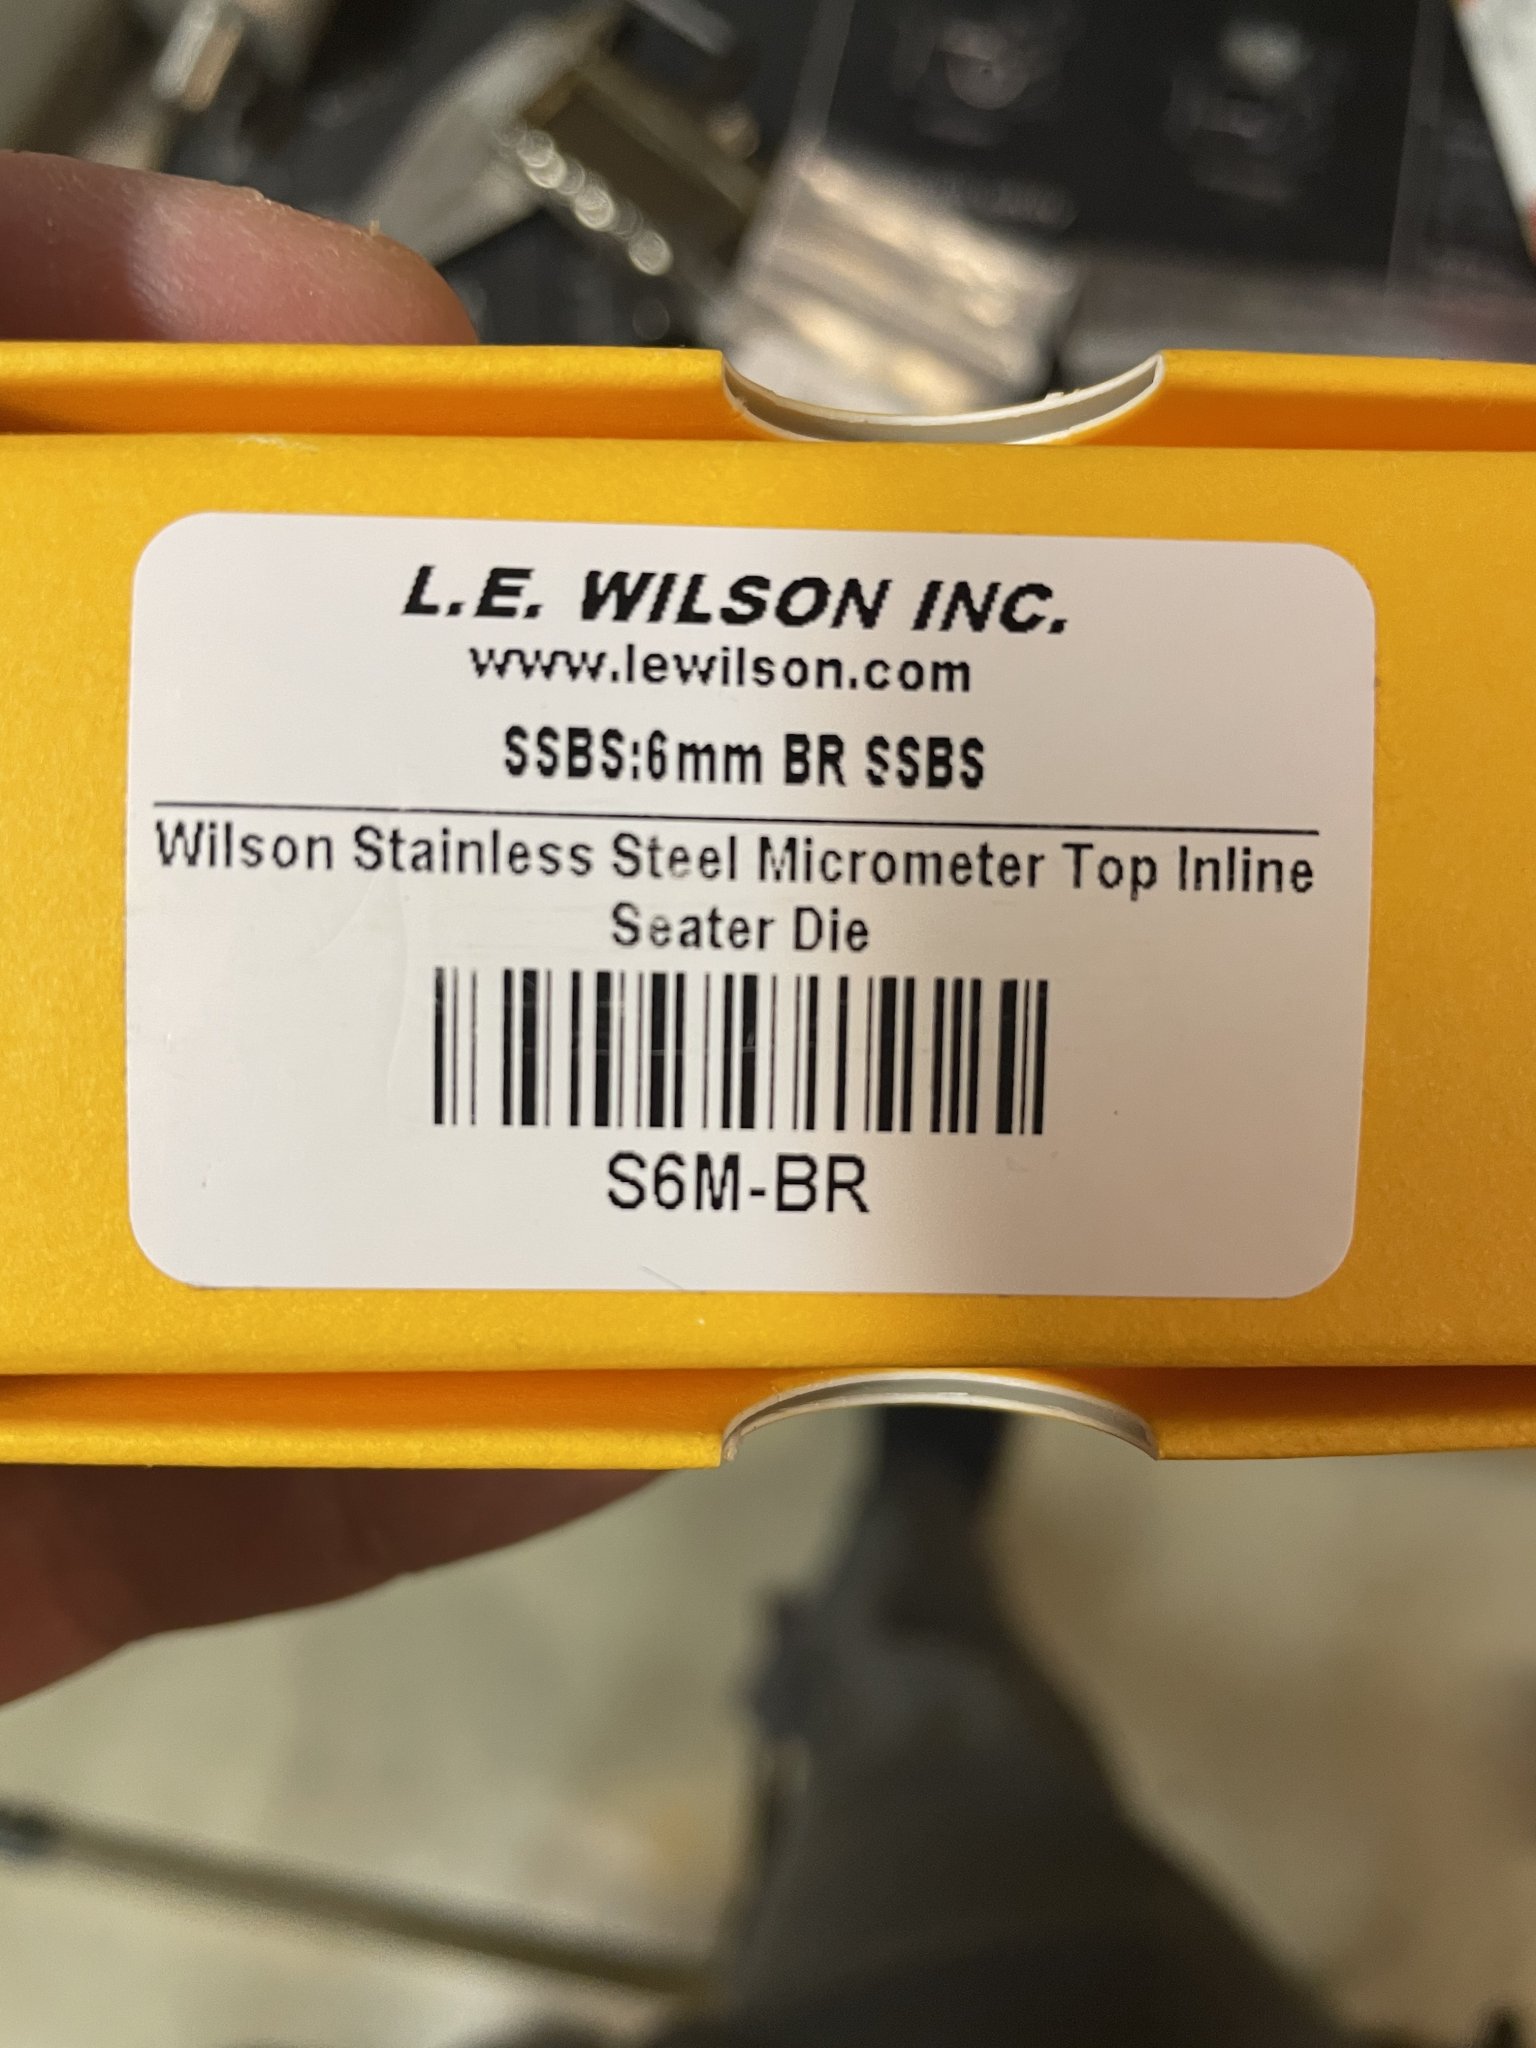 L.E. WILSON INC.
www.lewilson.com
SSBS:6mm BR SSBS
Wilson Stainless Steel Micrometer Top Inline
Seater Die
S6M-BR